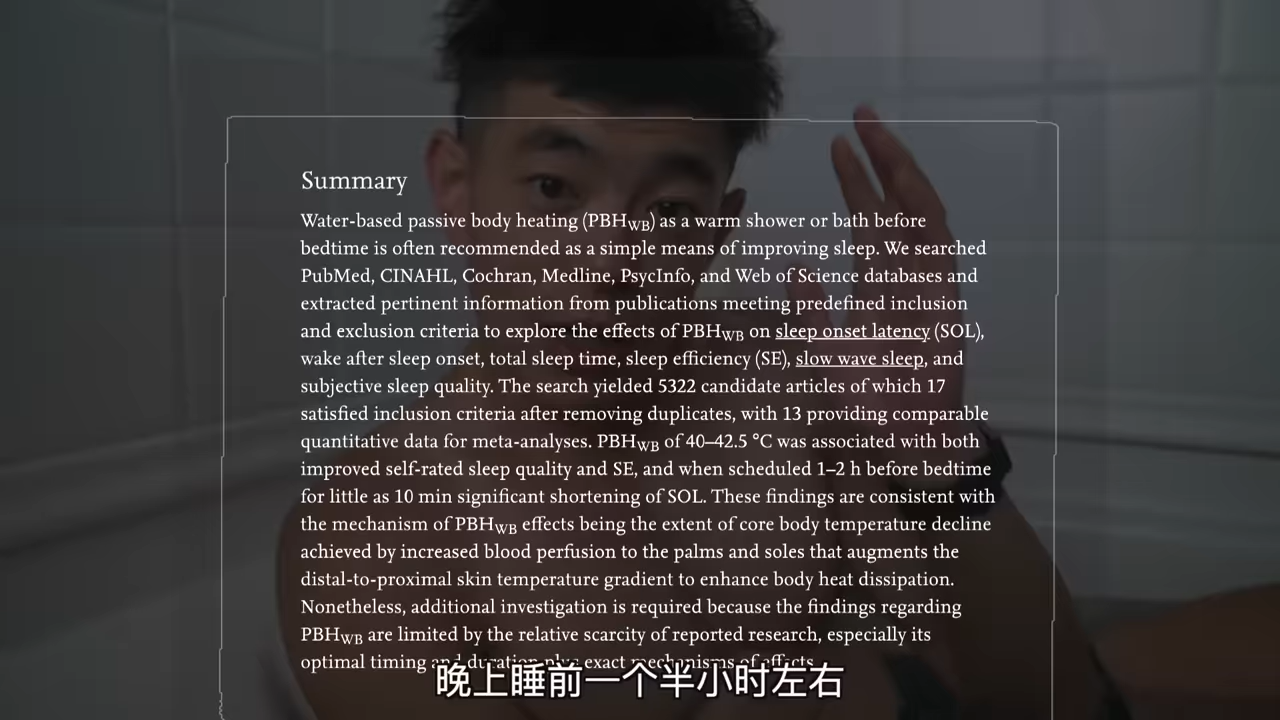 Summary
Water-based passive body heating (PBHWB) as a warm shower or bath before
bedtime is often recommended as a simple means of improving sleep. We searched
PubMed, CINAHL, Cochran, Medline, PsycInfo, and Web of Science databases and
extracted pertinent information from publications meeting predefined inclusion
and exclusion criteria to explore the effects of PBHWB on sleep onset latency (SOL),
wake after sleep onset, total sleep time, sleep efficiency (SE), slow wave sleep, and
subjective sleep quality. The search yielded 5322 candidate articles of which 17
satisfied inclusion criteria after removing duplicates, with 13 providing comparable
quantitative data for meta-analyses. PBHWB of 40–42.5 °C was associated with both
improved self-rated sleep quality and SE, and when scheduled 1–2 h before bedtime
for little as 10 min significant shortening of SOL. These findings are consistent with
the mechanism of PBHWB effects being the extent of core body temperature decline
achieved by increased blood perfusion to the palms and soles that augments the
distal-to-proximal skin temperature gradient to enhance body heat dissipation.
Nonetheless, additional investigation is required because the findings regarding
PBHWB are limited by the relative scarcity of reported research, especially its
optimal timing and duration plus exact mechanisms of effects.
晚上睡前一个半小时左右